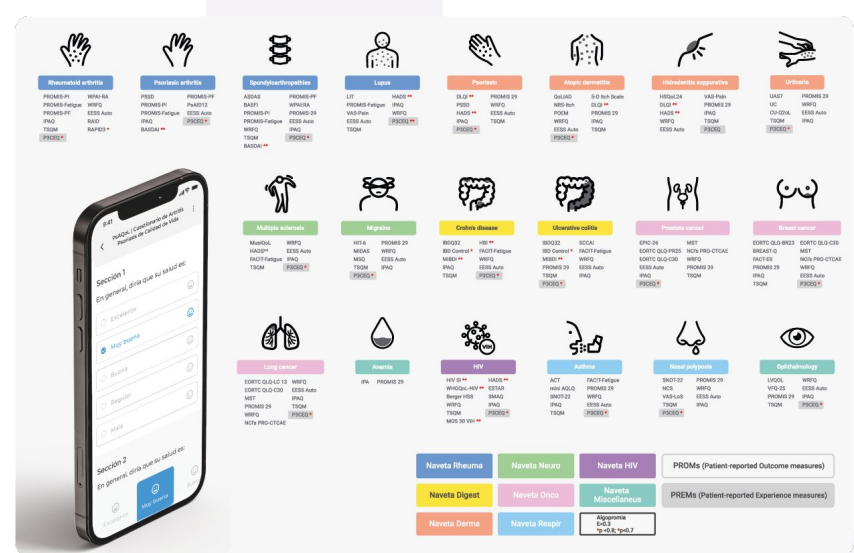 Rheumatoid arthritis
PROMIS-PI WPAI-RA
PROMIS-Fatigue WRFQ
PROMIS-PF EESS Auto
IPAQ RAID
TSQM RAPID3 *
P3CEQ *
Psoriasic arthritis
PSSD PROMIS-PF
PROMIS-PI PsAID12
PROMIS-Fatigue EESS Auto
IPAQ P3CEQ *
BASDAI **
Spondyloarthropathies
ASDAS PROMIS-PF
BASFI WPAI:RA
PROMIS-PI PROMIS-29
PROMIS-Fatigue EESS Auto
WRFQ IPAQ
TSQM P3CEQ *
BASDAI **
Lupus
LIT HADS **
PROMIS-Fatigue IPAQ
VAS-Pain WRFQ
EESS Auto P3CEQ **
TSQM
Psoriasis
DLQI ** PROMIS 29
PSSD WRFQ
HADS ** EESS Auto
IPAQ TSQM
P3CEQ *
Atopic dermatitis
QoLIAD 5-D Itch Scale
NRS-Itch DLQI **
POEM PROMIS 29
WRFQ IPAQ
EESS Auto TSQM
P3CEQ *
Hidradenitis suppurativa
HSQoL24 VAS-Pain
DLQI ** PROMIS 29
HADS ** IPAQ
WRFQ TSQM
EESS Auto P3CEQ
Urticaria
UAS7 PROMIS 29
UC WRFQ
CU-Q2oL EESS Auto
TSQM IPAQ
P3CEQ *
Multiple sclerosis
MusiQoL WRFQ
HADS** EESS Auto
FACIT-Fatigue IPAQ
TSQM P3CEQ *
Migraine
HIT-6 PROMIS 29
MIDAS WRFQ
MSQ EESS Auto
TSQM IPAQ
P3CEQ *
Crohn's disease
IBDQ32 HBI **
IBD Control * FACIT-Fatigue
MIBDI ** WRFQ
IPAQ EESS Auto
TSQM P3CEQ *
Ulcerative colitis
IBDQ32 SCCAI
IBD Control * FACIT-Fatigue
MIBDI ** WRFQ
PROMIS 29 EESS Auto
TSQM IPAQ
P3CEQ *
Prostate cancer
EPIC-26 MST
EORTC QLQ-PR25 NCI's PRO-CTCAE
EORTC QLQ-C30 WRFQ
EESS Auto PROMIS 29
IPAQ TSQM
P3CEQ *
Breast cancer
EORTC QLQ-BR23 EORTC QLQ-C30
BREAST-Q MST
FACT-ES NCI's PRO-CTCAE
PROMIS 29 WRFQ
IPAQ EESS Auto
TSQM P3CEQ *
9:41
PsAQoL | Cuestionario de Artritis
Psoriasis de Calidad de Vida
Sección 1
En general, diría que su salud es:
Excelente
Muy buena
Buena
Regular
Mala
Sección 2
En general, diría que su salud es:
Excelente
Muy buena
Lung cancer
EORTC QLQ-LC 13 WRFQ
EORTC QLQ-C30 EESS Auto
MST IPAQ
PROMIS 29 TSQM
WRFQ P3CEQ *
NCI's PRO-CTCAE
Anemia
IPA PROMIS 29
VIH
HIV
HIV SI ** HADS **
WHOQoL-HIV ** ESTAR
Berger HSS SMAQ
WRFQ IPAQ
TSQM P3CEQ *
MOS 30 VIH **
Asthma
ACT FACIT-Fatigue
mini AQLQ PROMIS 29
SNOT-22 WRFQ
IPAQ EESS Auto
TSQM P3CEQ *
Nasal polyposis
SNOT-22 PROMIS 29
NCS WRFQ
VAS-LoS EESS Auto
TSQM IPAQ
P3CEQ *
Ophthalmology
LVQOL WRFQ
VFQ-25 EESS Auto
PROMIS 29 IPAQ
TSQM P3CEQ *
Naveta Rheuma
Naveta Neuro
Naveta HIV
PROMs (Patient-reported Outcome measures)
Naveta Digest
Naveta Onco
Naveta
Miscellaneus
PREMs (Patient-reported Experience measures)
Naveta Derma
Naveta Respir
Algopromia
E<0.3
*p <0.8; *p<0.7